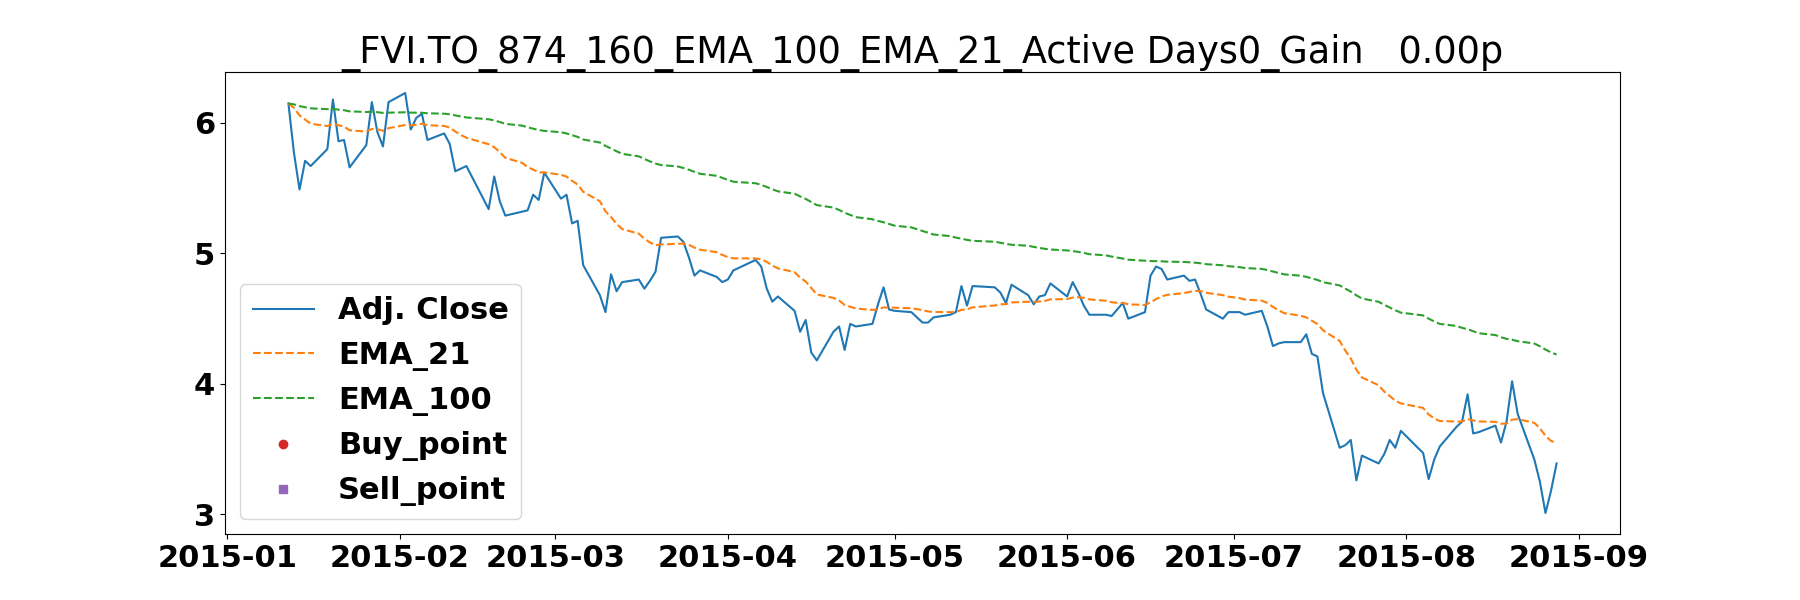 _FVI.TO_874_160_EMA_100_EMA_21_Active Days0_Gain   0.00p
6
5
4
3
Adj. Close
EMA_21
EMA_100
Buy_point
Sell_point
2015-01 2015-02 2015-03 2015-04 2015-05 2015-06 2015-07 2015-08 2015-09